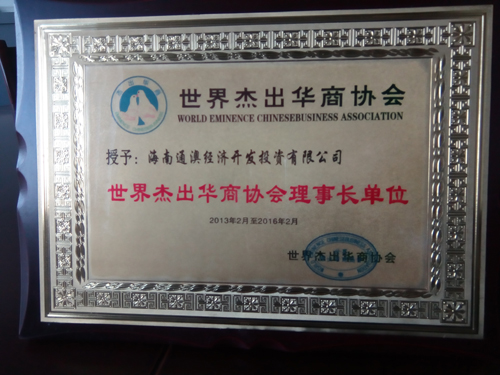 世界杰出华商协会
WORLD EMINENCE CHINESEBUSINESS ASSOCIATION
授予：海南通澳经济开发投资有限公司
世界杰出华商协会理事长单位
2013年2月至2016年2月
世界杰出华商协会